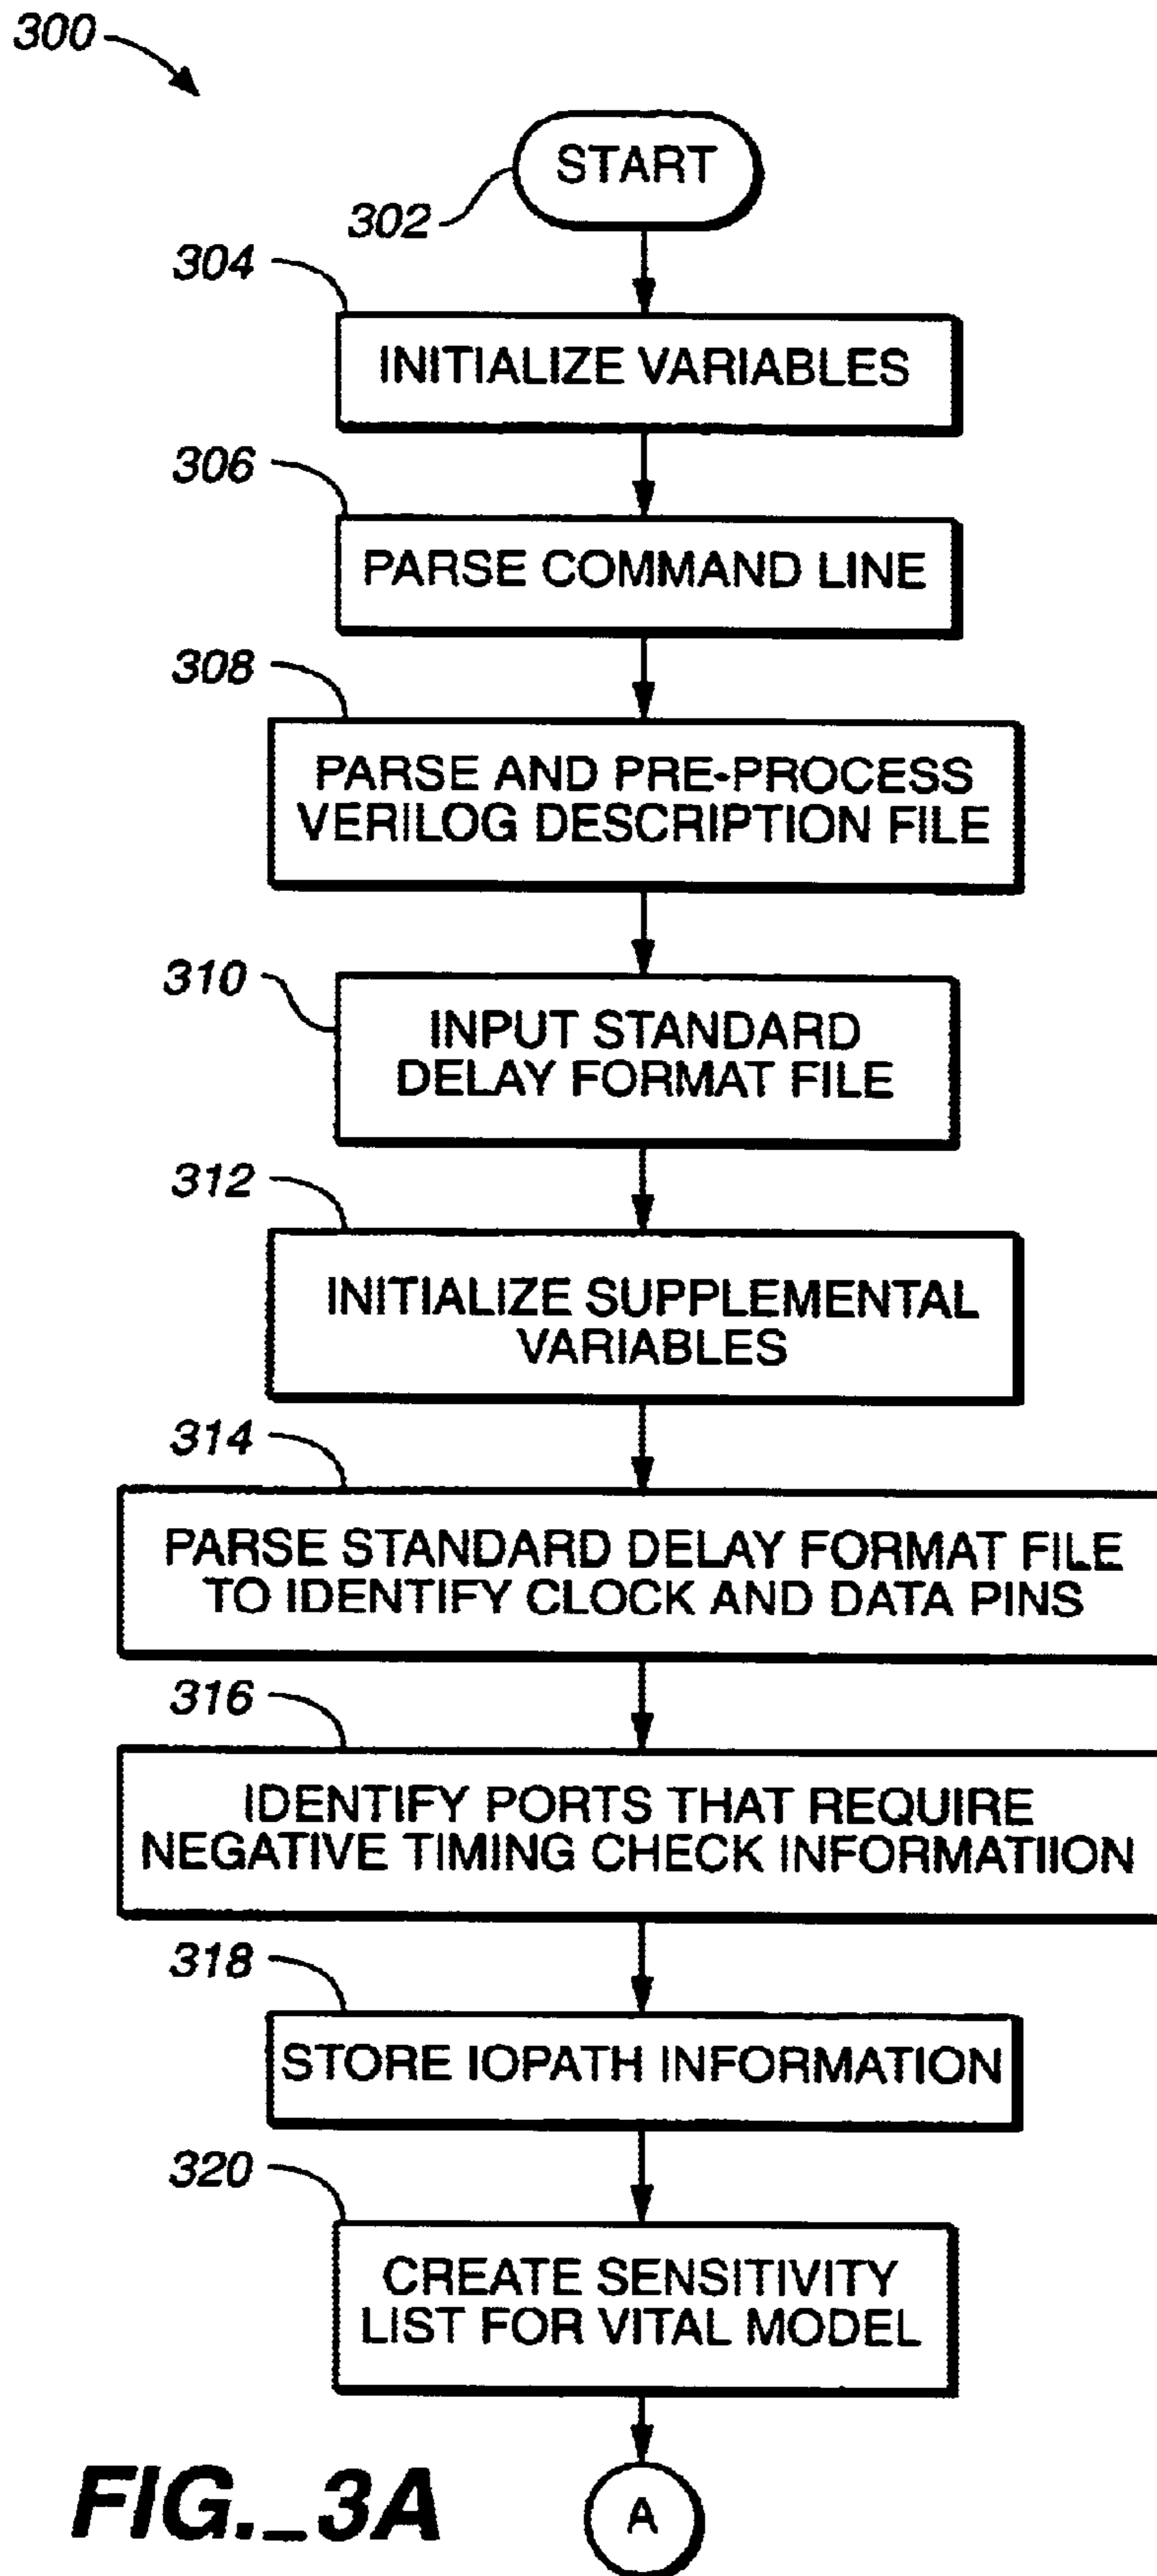 300
START
302
304
INITIALIZE VARIABLES
306
PARSE COMMAND LINE
308
PARSE AND PRE-PROCESS
VERILOG DESCRIPTION FILE
310
INPUT STANDARD
DELAY FORMAT FILE
312
INITIALIZE SUPPLEMENTAL
VARIABLES
314
PARSE STANDARD DELAY FORMAT FILE
TO IDENTIFY CLOCK AND DATA PINS
316
IDENTIFY PORTS THAT REQUIRE
NEGATIVE TIMING CHECK INFORMATIION
318
STORE IOPATH INFORMATION
320
CREATE SENSITIVITY
LIST FOR VITAL MODEL
FIG._3A
A